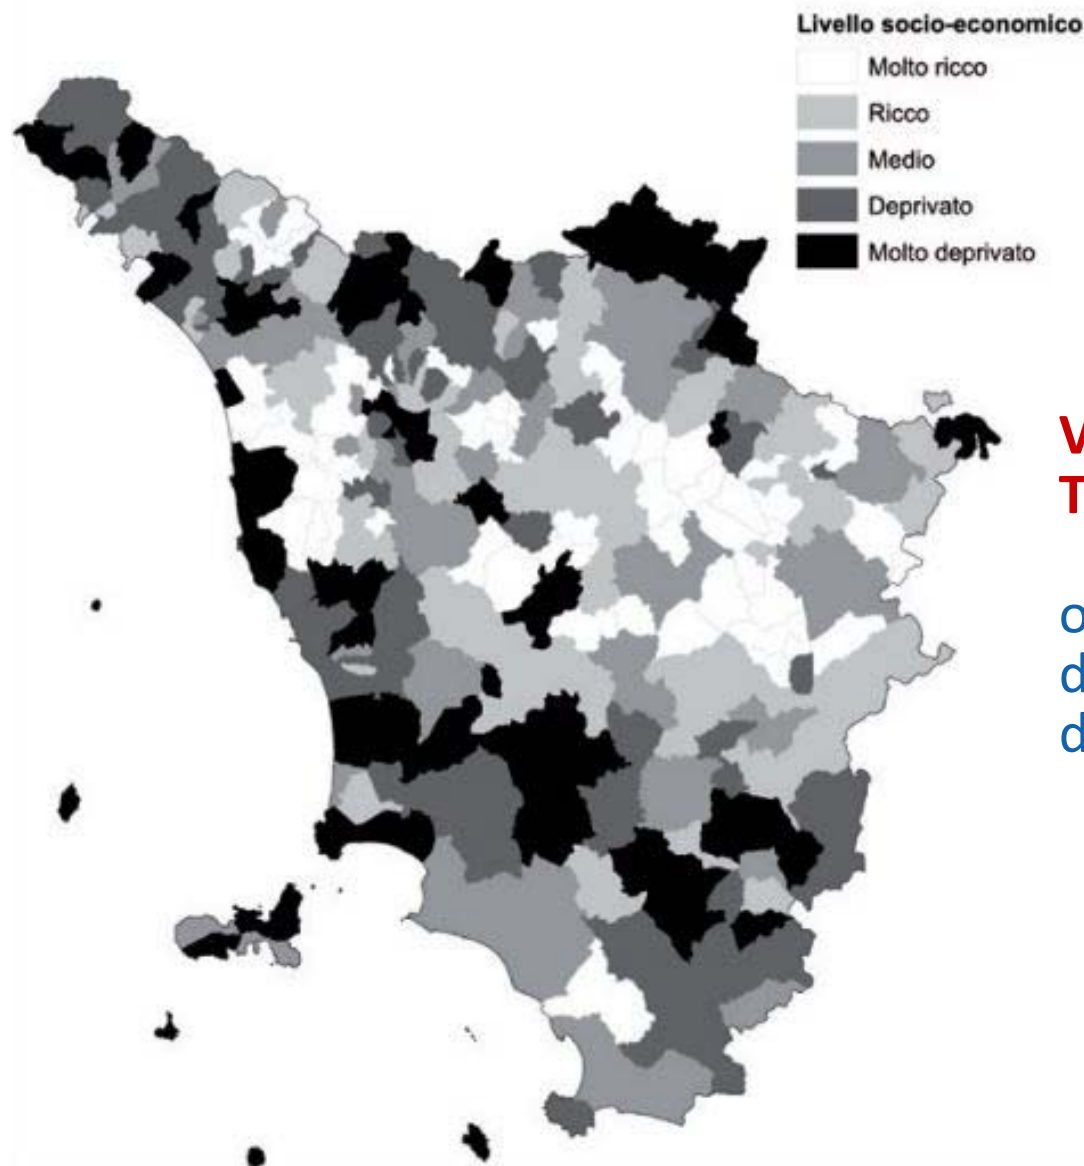 Livello socio-economico
Molto ricco
Ricco
Medio
Deprivato
Molto deprivato